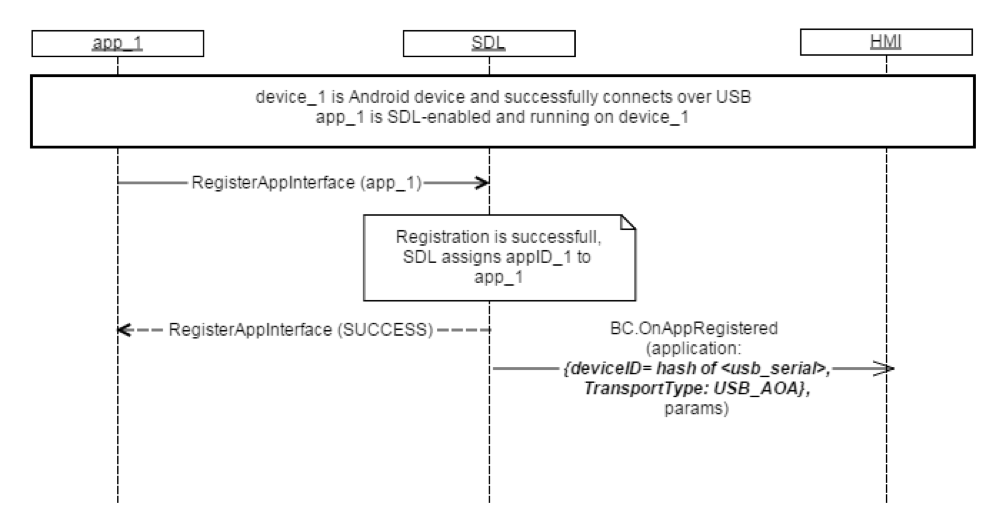 app_1
SDL
HMI
device_1 is Android device and successfully connects over USB
app_1 is SDL-enabled and running on device_1
RegisterAppInterface (app_1)
Registration is successfull,
SDL assigns appID_1 to
app_1
RegisterAppInterface (SUCCESS)
BC.OnAppRegistered
(application:
{deviceID= hash of <usb_serial>,
TransportType: USB_AOA},
params)